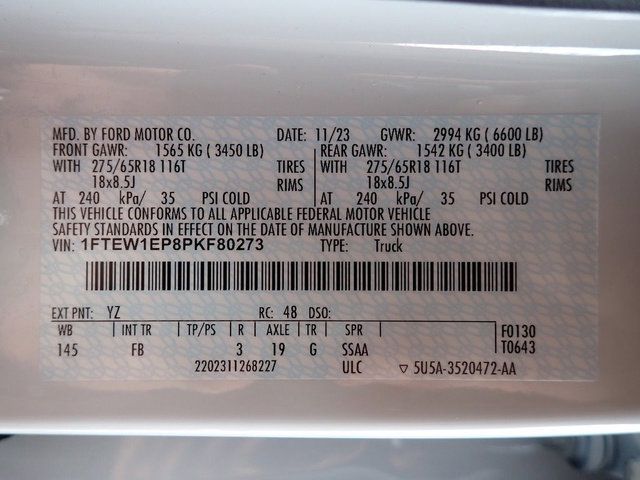 MFD. BY FORD MOTOR CO. DATE: 11/23 GVWR: 2994 KG ( 6600 LB)
FRONT GAWR: 1565 KG ( 3450 LB) REAR GAWR: 1542 KG ( 3400 LB)
WITH 275/65R18 116T TIRES WITH 275/65R18 116T TIRES
18x8.5J RIMS 18x8.5J RIMS
AT 240 kPa/ 35 PSI COLD AT 240 kPa/ 35 PSI COLD
THIS VEHICLE CONFORMS TO ALL APPLICABLE FEDERAL MOTOR VEHICLE
SAFETY STANDARDS IN EFFECT ON THE DATE OF MANUFACTURE SHOWN ABOVE.
VIN: 1FTEW1EP8PKF80273 TYPE: Truck
EXT PNT: YZ RC: 48 DSO:
WB INT TR TP/PS R AXLE TR SPR F0130
145 FB 3 19 G SSAA T0643
2202311268227 ULC ▽ 5U5A-3520472-AA